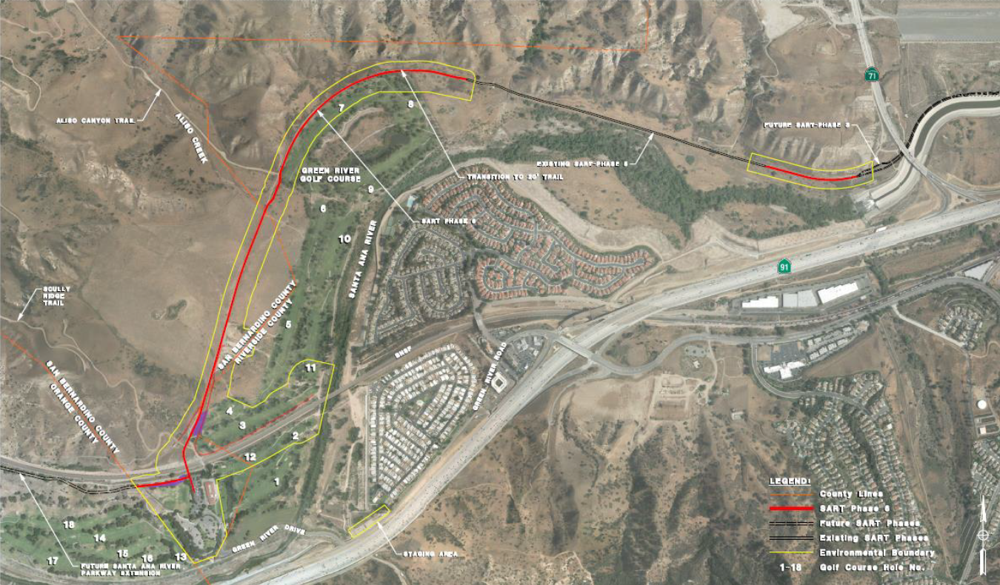 71
ALISO CANYON TRAIL
ALISO CREEK
7
8
FUTURE SART-PHASE 3
EXISTING SART-PHASE 5
GREEN RIVER
GOLF COURSE
TRANSITION TO 20' TRAIL
9
6
SART PHASE 6
10
SANTA ANA RIVER
91
SCULLY
RIDGE
TRAIL
SAN BERNARDINO COUNTY
RIVERSIDE COUNTY
5
BNSF
GREEN RIVER ROAD
11
SAN BERNARDINO COUNTY
ORANGE COUNTY
4
3
2
12
1
18
14
15
16
17
13
GREEN RIVER DRIVE
FUTURE SANTA ANA RIVER
PARKWAY EXTENSION
STAGING AREA
LEGEND:
County Lines
SART Phase 6
Future SART Phases
Existing SART Phases
Environmental Boundary
1-18 Golf Course Hole No.